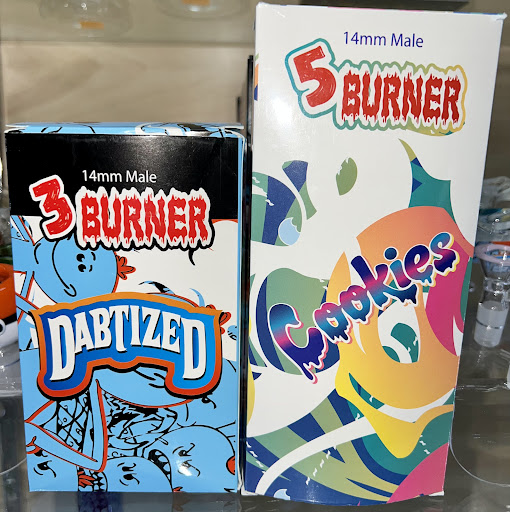 14mm Male
3 BURNER
DABTIZED
14mm Male
5 BURNER
Cookies